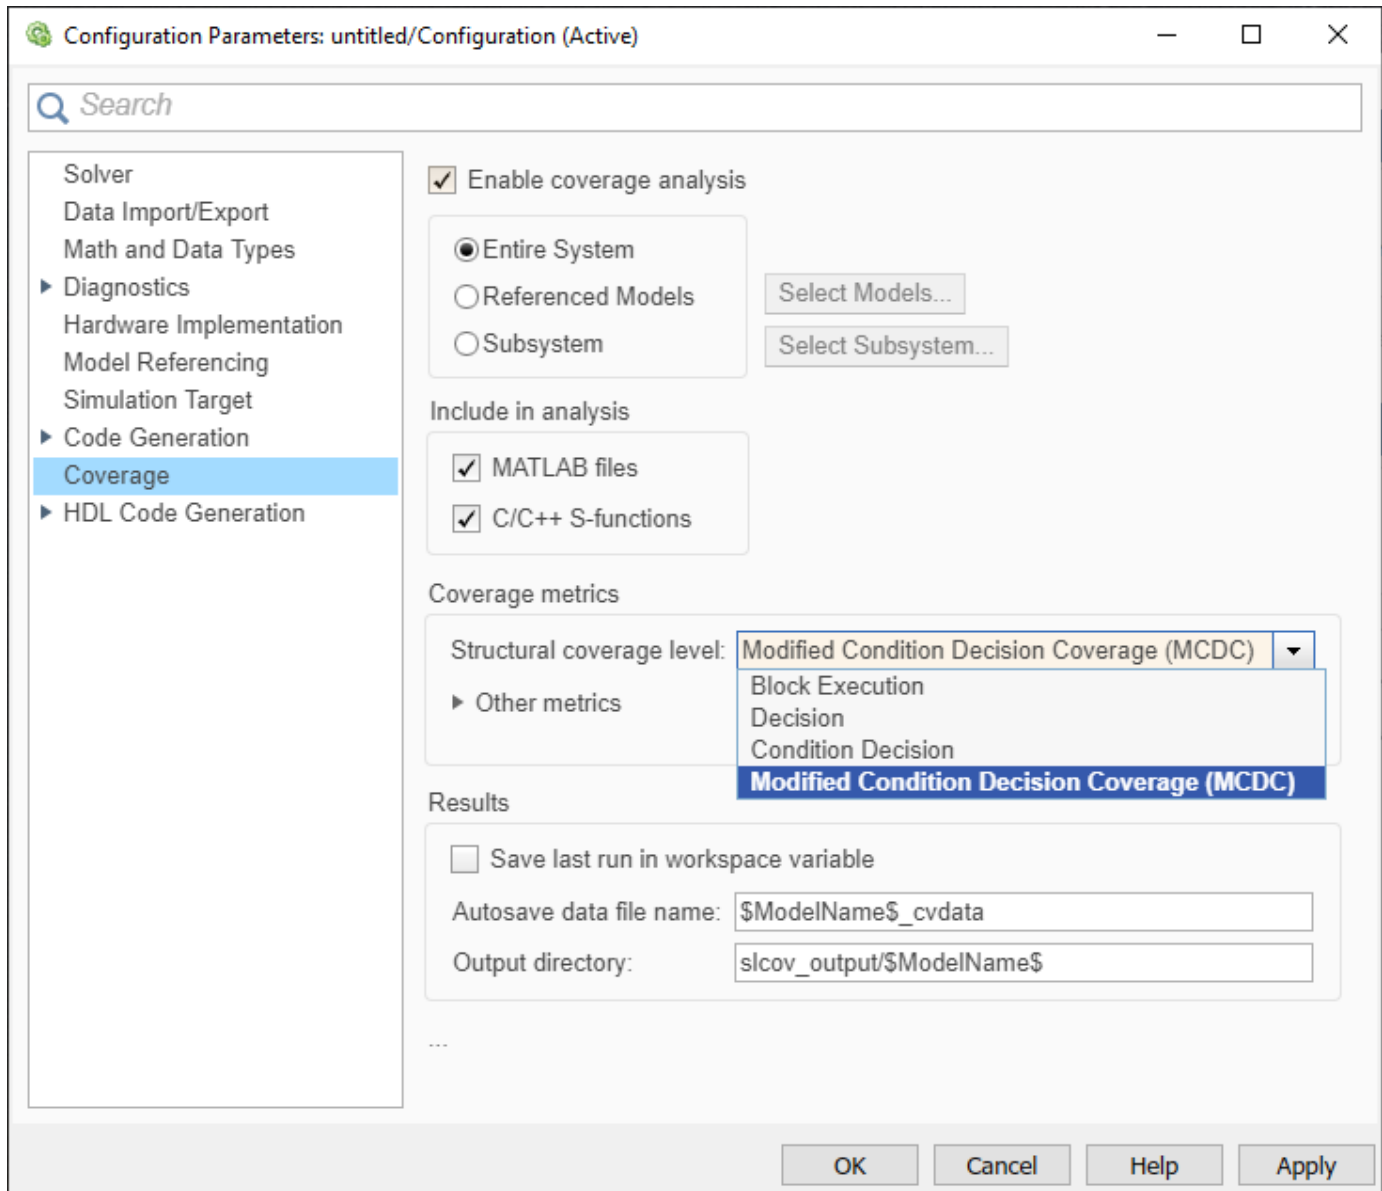 Configuration Parameters: untitled/Configuration (Active)
Search
Solver
Data Import/Export
Math and Data Types
Diagnostics
Hardware Implementation
Model Referencing
Simulation Target
Code Generation
Coverage
HDL Code Generation
Enable coverage analysis
Entire System
Referenced Models
Select Models...
Subsystem
Select Subsystem...
Include in analysis
MATLAB files
C/C++ S-functions
Coverage metrics
Structural coverage level: Modified Condition Decision Coverage (MCDC)
Block Execution
Other metrics
Decision
Condition Decision
Modified Condition Decision Coverage (MCDC)
Results
Save last run in workspace variable
Autosave data file name: $ModelName$_cvdata
Output directory: slcov_output/$ModelName$
...
OK Cancel Help Apply